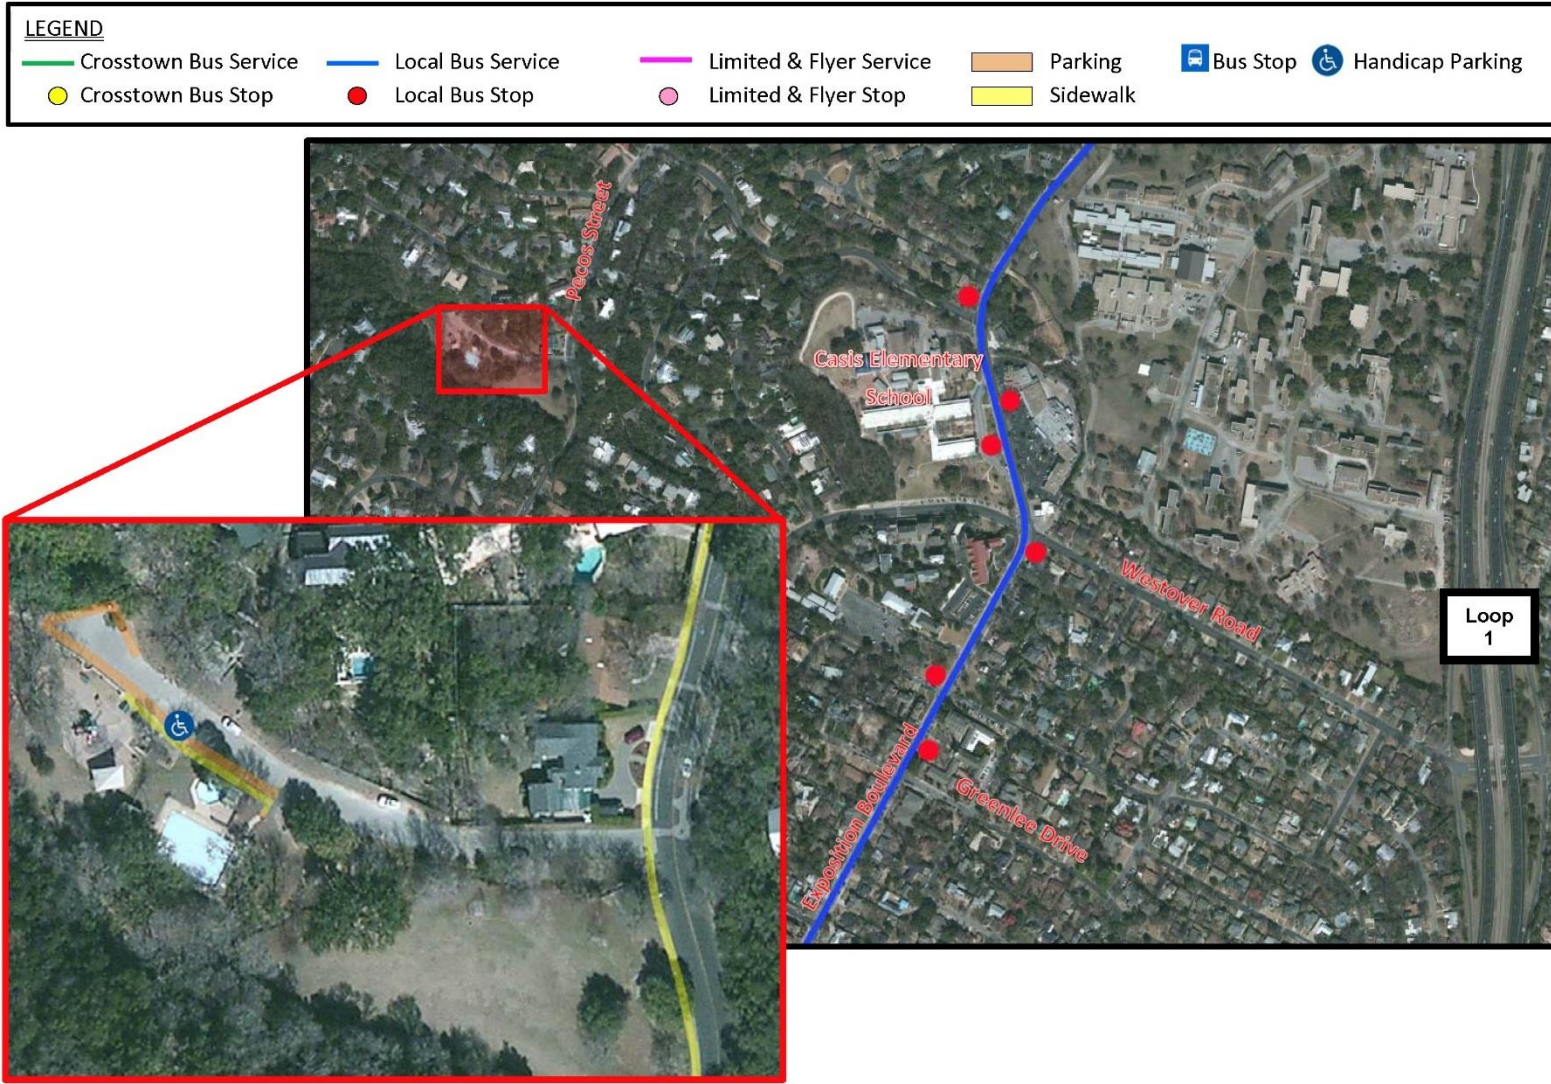 LEGEND
Crosstown Bus Service
Local Bus Service
Limited & Flyer Service
Parking
Bus Stop
Handicap Parking
Crosstown Bus Stop
Local Bus Stop
Limited & Flyer Stop
Sidewalk
Pecos Street
Casis Elementary
School
Westover Road
Loop
1
Exposition Boulevard
Greenlee Drive